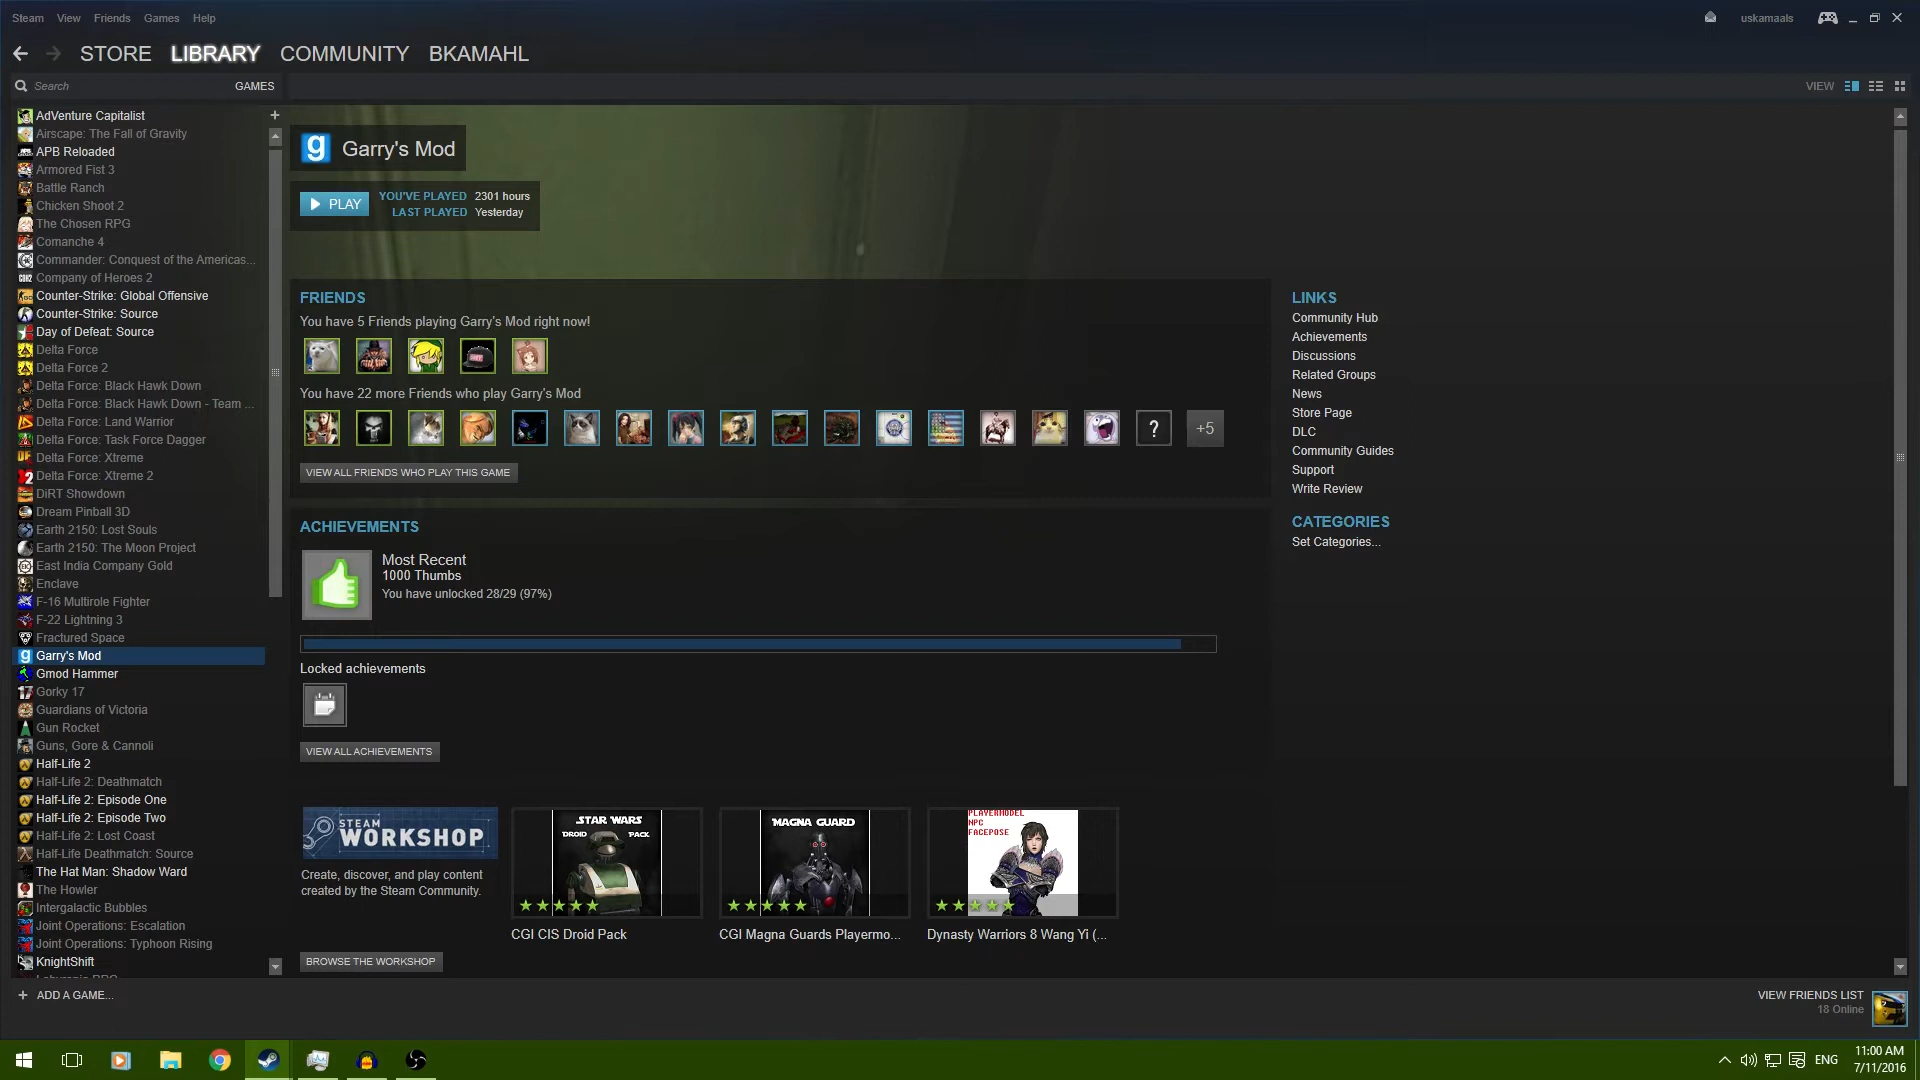 Steam View Friends Games Help
uskamaals
STORE LIBRARY COMMUNITY BKAMAHL
Search GAMES
VIEW
AdVenture Capitalist
Airscape: The Fall of Gravity
APB Reloaded
Armored Fist 3
Battle Ranch
Chicken Shoot 2
The Chosen RPG
Comanche 4
Commander: Conquest of the Americas...
Company of Heroes 2
Counter-Strike: Global Offensive
Counter-Strike: Source
Day of Defeat: Source
Delta Force
Delta Force 2
Delta Force: Black Hawk Down
Delta Force: Black Hawk Down - Team ...
Delta Force: Land Warrior
Delta Force: Task Force Dagger
Delta Force: Xtreme
Delta Force: Xtreme 2
DiRT Showdown
Dream Pinball 3D
Earth 2150: Lost Souls
Earth 2150: The Moon Project
East India Company Gold
Enclave
F-16 Multirole Fighter
F-22 Lightning 3
Fractured Space
Garry's Mod
Gmod Hammer
Gorky 17
Guardians of Victoria
Gun Rocket
Guns, Gore & Cannoli
Half-Life 2
Half-Life 2: Deathmatch
Half-Life 2: Episode One
Half-Life 2: Episode Two
Half-Life 2: Lost Coast
Half-Life Deathmatch: Source
The Hat Man: Shadow Ward
The Howler
Intergalactic Bubbles
Joint Operations: Escalation
Joint Operations: Typhoon Rising
KnightShift
+ ADD A GAME...
g Garry's Mod
PLAY
YOU'VE PLAYED 2301 hours
LAST PLAYED Yesterday
FRIENDS
You have 5 Friends playing Garry's Mod right now!
You have 22 more Friends who play Garry's Mod
? +5
VIEW ALL FRIENDS WHO PLAY THIS GAME
ACHIEVEMENTS
Most Recent
1000 Thumbs
You have unlocked 28/29 (97%)
Locked achievements
VIEW ALL ACHIEVEMENTS
STEAM
WORKSHOP
Create, discover, and play content
created by the Steam Community.
BROWSE THE WORKSHOP
STAR WARS
DROID PACK
CGI CIS Droid Pack
MAGNA GUARD
CGI Magna Guards Playermo...
PLAYERMODEL
NPC
FACEPOSE
Dynasty Warriors 8 Wang Yi (...
LINKS
Community Hub
Achievements
Discussions
Related Groups
News
Store Page
DLC
Community Guides
Support
Write Review
CATEGORIES
Set Categories...
VIEW FRIENDS LIST
18 Online
ENG
11:00 AM
7/11/2016